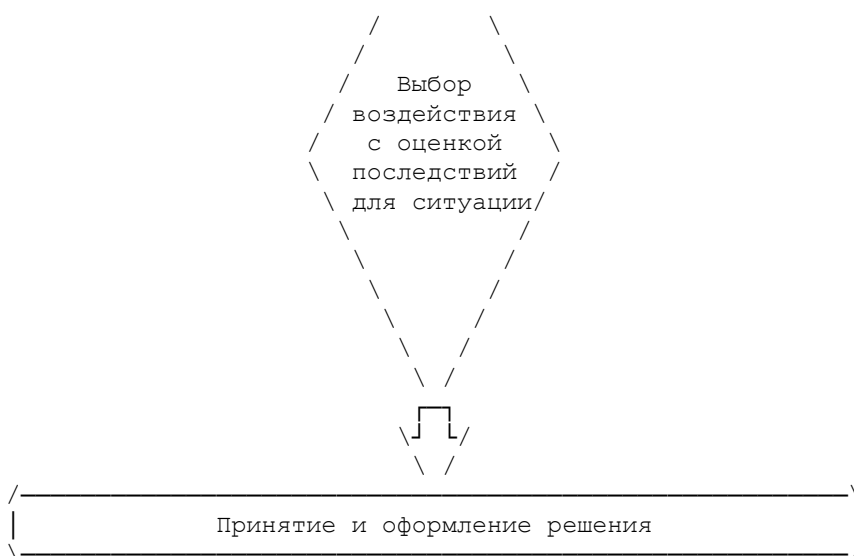 Выбор
воздействия
с оценкой
последствий
для ситуации
Принятие и оформление решения